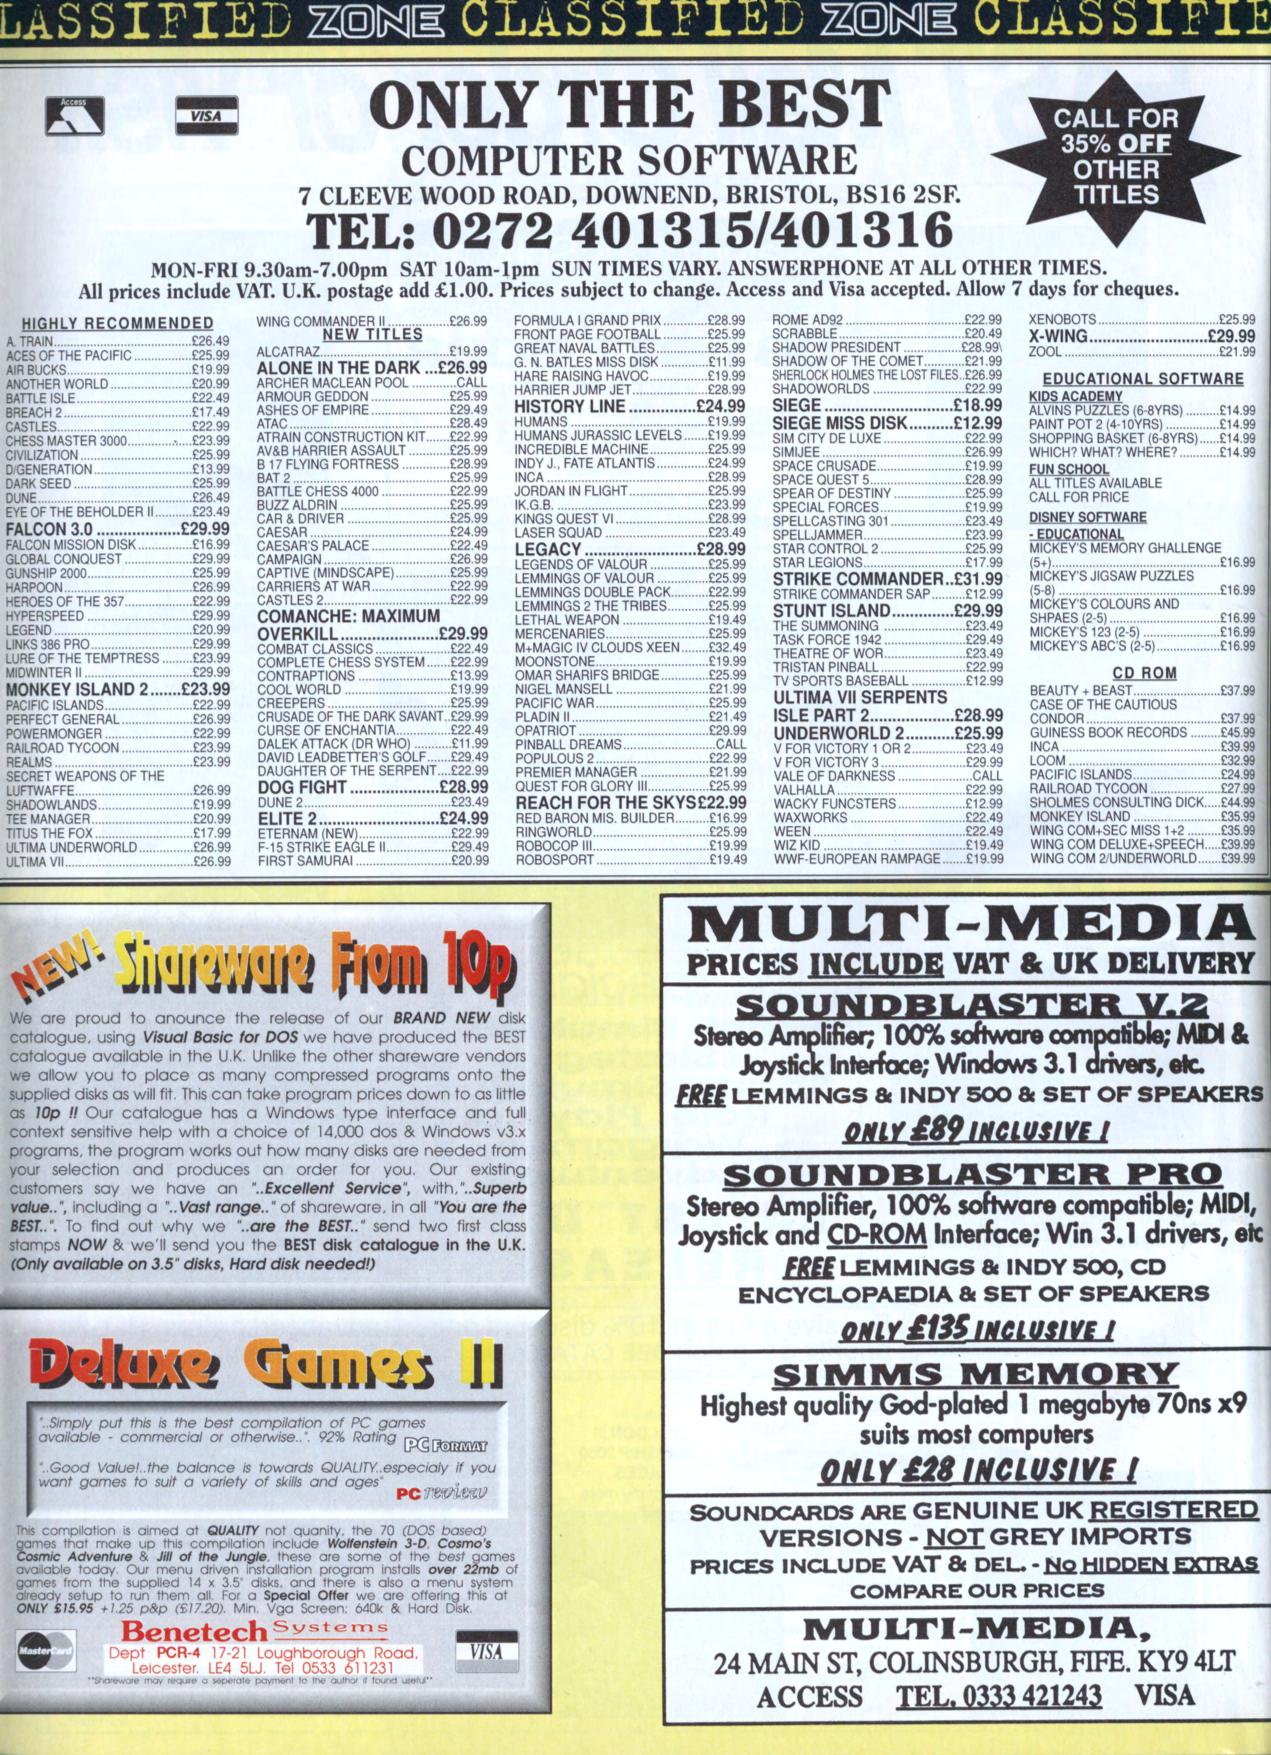 LASSIFIED ZONE CLASSIFIED ZONE CLASSIFIE
Access
VISA
ONLY THE BEST
COMPUTER SOFTWARE
7 CLEEVE WOOD ROAD, DOWNEND, BRISTOL, BS16 2SF.
TEL: 0272 401315/401316
CALL FOR
35% OFF
OTHER
TITLES
MON-FRI 9.30am-7.00pm SAT 10am-1pm SUN TIMES VARY. ANSWERPHONE AT ALL OTHER TIMES.
All prices include VAT. U.K. postage add £1.00. Prices subject to change. Access and Visa accepted. Allow 7 days for cheques.
HIGHLY RECOMMENDED
A. TRAIN £26.49
ACES OF THE PACIFIC £25.99
AIR BUCKS £19.99
ANOTHER WORLD £20.99
BATTLE ISLE £22.49
BREACH 2 £17.49
CASTLES £22.99
CHESS MASTER 3000 £23.99
CIVILIZATION £25.99
D/GENERATION £13.99
DARK SEED £25.99
DUNE £26.49
EYE OF THE BEHOLDER II £23.49
FALCON 3.0 £29.99
FALCON MISSION DISK £16.99
GLOBAL CONQUEST £29.99
GUNSHIP 2000 £25.99
HARPOON £26.99
HEROES OF THE 357 £22.99
HYPERSPEED £29.99
LEGEND £20.99
LINKS 386 PRO £29.99
LURE OF THE TEMPTRESS £23.99
MIDWINTER II £29.99
MONKEY ISLAND 2 £23.99
PACIFIC ISLANDS £22.99
PERFECT GENERAL £26.99
POWERMONGER £22.99
RAILROAD TYCOON £23.99
REALMS £23.99
SECRET WEAPONS OF THE
LUFTWAFFE £26.99
SHADOWLANDS £19.99
TEE MANAGER £20.99
TITUS THE FOX £17.99
ULTIMA UNDERWORLD £26.99
ULTIMA VII £26.99
WING COMMANDER II £26.99
NEW TITLES
ALCATRAZ £19.99
ALONE IN THE DARK £26.99
ARCHER MACLEAN POOL CALL
ARMOUR GEDDON £25.99
ASHES OF EMPIRE £29.49
ATAC £28.49
ATRAIN CONSTRUCTION KIT £22.99
AV&B HARRIER ASSAULT £25.99
B 17 FLYING FORTRESS £28.99
BAT 2 £25.99
BATTLE CHESS 4000 £22.99
BUZZ ALDRIN £25.99
CAR & DRIVER £25.99
CAESAR £24.99
CAESAR'S PALACE £22.49
CAMPAIGN £26.99
CAPTIVE (MINDSCAPE) £25.99
CARRIERS AT WAR £22.99
CASTLES 2 £22.99
COMANCHE: MAXIMUM
OVERKILL £29.99
COMBAT CLASSICS £22.49
COMPLETE CHESS SYSTEM £22.99
CONTRAPTIONS £13.99
COOL WORLD £19.99
CREEPERS £25.99
CRUSADE OF THE DARK SAVANT £29.99
CURSE OF ENCHANTIA £22.49
DALEK ATTACK (DR WHO) £11.99
DAVID LEADBETTER'S GOLF £29.49
DAUGHTER OF THE SERPENT £22.99
DOG FIGHT £28.99
DUNE 2 £23.49
ELITE 2 £24.99
ETERNAM (NEW) £22.99
F-15 STRIKE EAGLE II £29.49
FIRST SAMURAI £20.99
FORMULA I GRAND PRIX £28.99
FRONT PAGE FOOTBALL £25.99
GREAT NAVAL BATTLES £25.99
G. N. BATLES MISS DISK £11.99
HARE RAISING HAVOC £19.99
HARRIER JUMP JET £28.99
HISTORY LINE £24.99
HUMANS £19.99
HUMANS JURASSIC LEVELS £19.99
INCREDIBLE MACHINE £25.99
INDY J., FATE ATLANTIS £24.99
INCA £28.99
JORDAN IN FLIGHT £25.99
IK.G.B. £23.99
KINGS QUEST VI £28.99
LASER SQUAD £23.49
LEGACY £28.99
LEGENDS OF VALOUR £25.99
LEMMINGS OF VALOUR £25.99
LEMMINGS DOUBLE PACK £22.99
LEMMINGS 2 THE TRIBES £25.99
LETHAL WEAPON £19.49
MERCENARIES £25.99
M+MAGIC IV CLOUDS XEEN £32.49
MOONSTONE £19.99
OMAR SHARIFS BRIDGE £25.99
NIGEL MANSELL £21.99
PACIFIC WAR £25.99
PLADIN II £21.49
OPATRIOT £29.99
PINBALL DREAMS CALL
POPULOUS 2 £22.99
PREMIER MANAGER £21.99
QUEST FOR GLORY III £25.99
REACH FOR THE SKYS £22.99
RED BARON MIS. BUILDER £16.99
RINGWORLD £25.99
ROBOCOP III £19.99
ROBOSPORT £19.49
ROME AD92 £22.99
SCRABBLE £20.49
SHADOW PRESIDENT £28.99\
SHADOW OF THE COMET £21.99
SHERLOCK HOLMES THE LOST FILES £26.99
SHADOWORLDS £22.99
SIEGE £18.99
SIEGE MISS DISK £12.99
SIM CITY DE LUXE £22.99
SIMIJEE £26.99
SPACE CRUSADE £19.99
SPACE QUEST 5 £28.99
SPEAR OF DESTINY £25.99
SPECIAL FORCES £19.99
SPELLCASTING 301 £23.49
SPELLJAMMER £23.99
STAR CONTROL 2 £25.99
STAR LEGIONS £17.99
STRIKE COMMANDER £31.99
STRIKE COMMANDER SAP £12.99
STUNT ISLAND £29.99
THE SUMMONING £23.49
TASK FORCE 1942 £29.49
THEATRE OF WOR £23.49
TRISTAN PINBALL £22.99
TV SPORTS BASEBALL £12.99
ULTIMA VII SERPENTS
ISLE PART 2 £28.99
UNDERWORLD 2 £25.99
V FOR VICTORY 1 OR 2 £23.49
V FOR VICTORY 3 £29.99
VALE OF DARKNESS CALL
VALHALLA £22.99
WACKY FUNCSTERS £12.99
WAXWORKS £22.49
WEEN £22.49
WIZ KID £19.49
WWF-EUROPEAN RAMPAGE £19.99
XENOBOTS £25.99
X-WING £29.99
ZOOL £21.99
EDUCATIONAL SOFTWARE
KIDS ACADEMY
ALVINS PUZZLES (6-8YRS) £14.99
PAINT POT 2 (4-10YRS) £14.99
SHOPPING BASKET (6-8YRS) £14.99
WHICH? WHAT? WHERE? £14.99
FUN SCHOOL
ALL TITLES AVAILABLE
CALL FOR PRICE
DISNEY SOFTWARE
- EDUCATIONAL
MICKEY'S MEMORY GHALLENGE
(5+) £16.99
MICKEY'S JIGSAW PUZZLES
(5-8) £16.99
MICKEY'S COLOURS AND
SHPAES (2-5) £16.99
MICKEY'S 123 (2-5) £16.99
MICKEY'S ABC'S (2-5) £16.99
CD ROM
BEAUTY + BEAST £37.99
CASE OF THE CAUTIOUS
CONDOR £37.99
GUINESS BOOK RECORDS £45.99
INCA £39.99
LOOM £32.99
PACIFIC ISLANDS £24.99
RAILROAD TYCOON £27.99
SHOLMES CONSULTING DICK £44.99
MONKEY ISLAND £35.99
WING COM+SEC MISS 1+2 £35.99
WING COM DELUXE+SPEECH £39.99
WING COM 2/UNDERWORLD £39.99
NEW! Shareware From 10p
We are proud to anounce the release of our BRAND NEW disk
catalogue, using Visual Basic for DOS we have produced the BEST
catalogue available in the U.K. Unlike the other shareware vendors
we allow you to place as many compressed programs onto the
supplied disks as will fit. This can take program prices down to as little
as 10p !! Our catalogue has a Windows type interface and full
context sensitive help with a choice of 14,000 dos & Windows v3.x
programs, the program works out how many disks are needed from
your selection and produces an order for you. Our existing
customers say we have an "..Excellent Service", with,"..Superb
value..", including a "..Vast range.." of shareware, in all "You are the
BEST..". To find out why we "..are the BEST.." send two first class
stamps NOW & we'll send you the BEST disk catalogue in the U.K.
(Only available on 3.5" disks, Hard disk needed!)
Deluxe Games II
"..Simply put this is the best compilation of PC games
available - commercial or otherwise..". 92% Rating PC FORMAT
"..Good Value!..the balance is towards QUALITY..especialy if you
want games to suit a variety of skills and ages"
PC review
This compilation is aimed at QUALITY not quanity, the 70 (DOS based)
games that make up this compilation include Wolfenstein 3-D, Cosmo's
Cosmic Adventure & Jill of the Jungle, these are some of the best games
available today. Our menu driven installation program installs over 22mb of
games from the supplied 14 x 3.5" disks, and there is also a menu system
already setup to run them all. For a Special Offer we are offering this at
ONLY £15.95 +1.25 p&p (£17.20). Min. Vga Screen: 640k & Hard Disk.
MasterCard
Benetech Systems
Dept PCR-4 17-21 Loughborough Road,
Leicester. LE4 5LJ. Tel 0533 611231
VISA
"Shareware may require a seperate payment to the author if found useful"
MULTI-MEDIA
PRICES INCLUDE VAT & UK DELIVERY
SOUNDBLASTER V.2
Stereo Amplifier; 100% software compatible; MIDI &
Joystick Interface; Windows 3.1 drivers, etc.
FREE LEMMINGS & INDY 500 & SET OF SPEAKERS
ONLY £89 INCLUSIVE !
SOUNDBLASTER PRO
Stereo Amplifier, 100% software compatible; MIDI,
Joystick and CD-ROM Interface; Win 3.1 drivers, etc
FREE LEMMINGS & INDY 500, CD
ENCYCLOPAEDIA & SET OF SPEAKERS
ONLY £135 INCLUSIVE !
SIMMS MEMORY
Highest quality God-plated 1 megabyte 70ns x9
suits most computers
ONLY £28 INCLUSIVE !
SOUNDCARDS ARE GENUINE UK REGISTERED
VERSIONS - NOT GREY IMPORTS
PRICES INCLUDE VAT & DEL. - NO HIDDEN EXTRAS
COMPARE OUR PRICES
MULTI-MEDIA,
24 MAIN ST, COLINSBURGH, FIFE. KY9 4LT
ACCESS TEL. 0333 421243 VISA